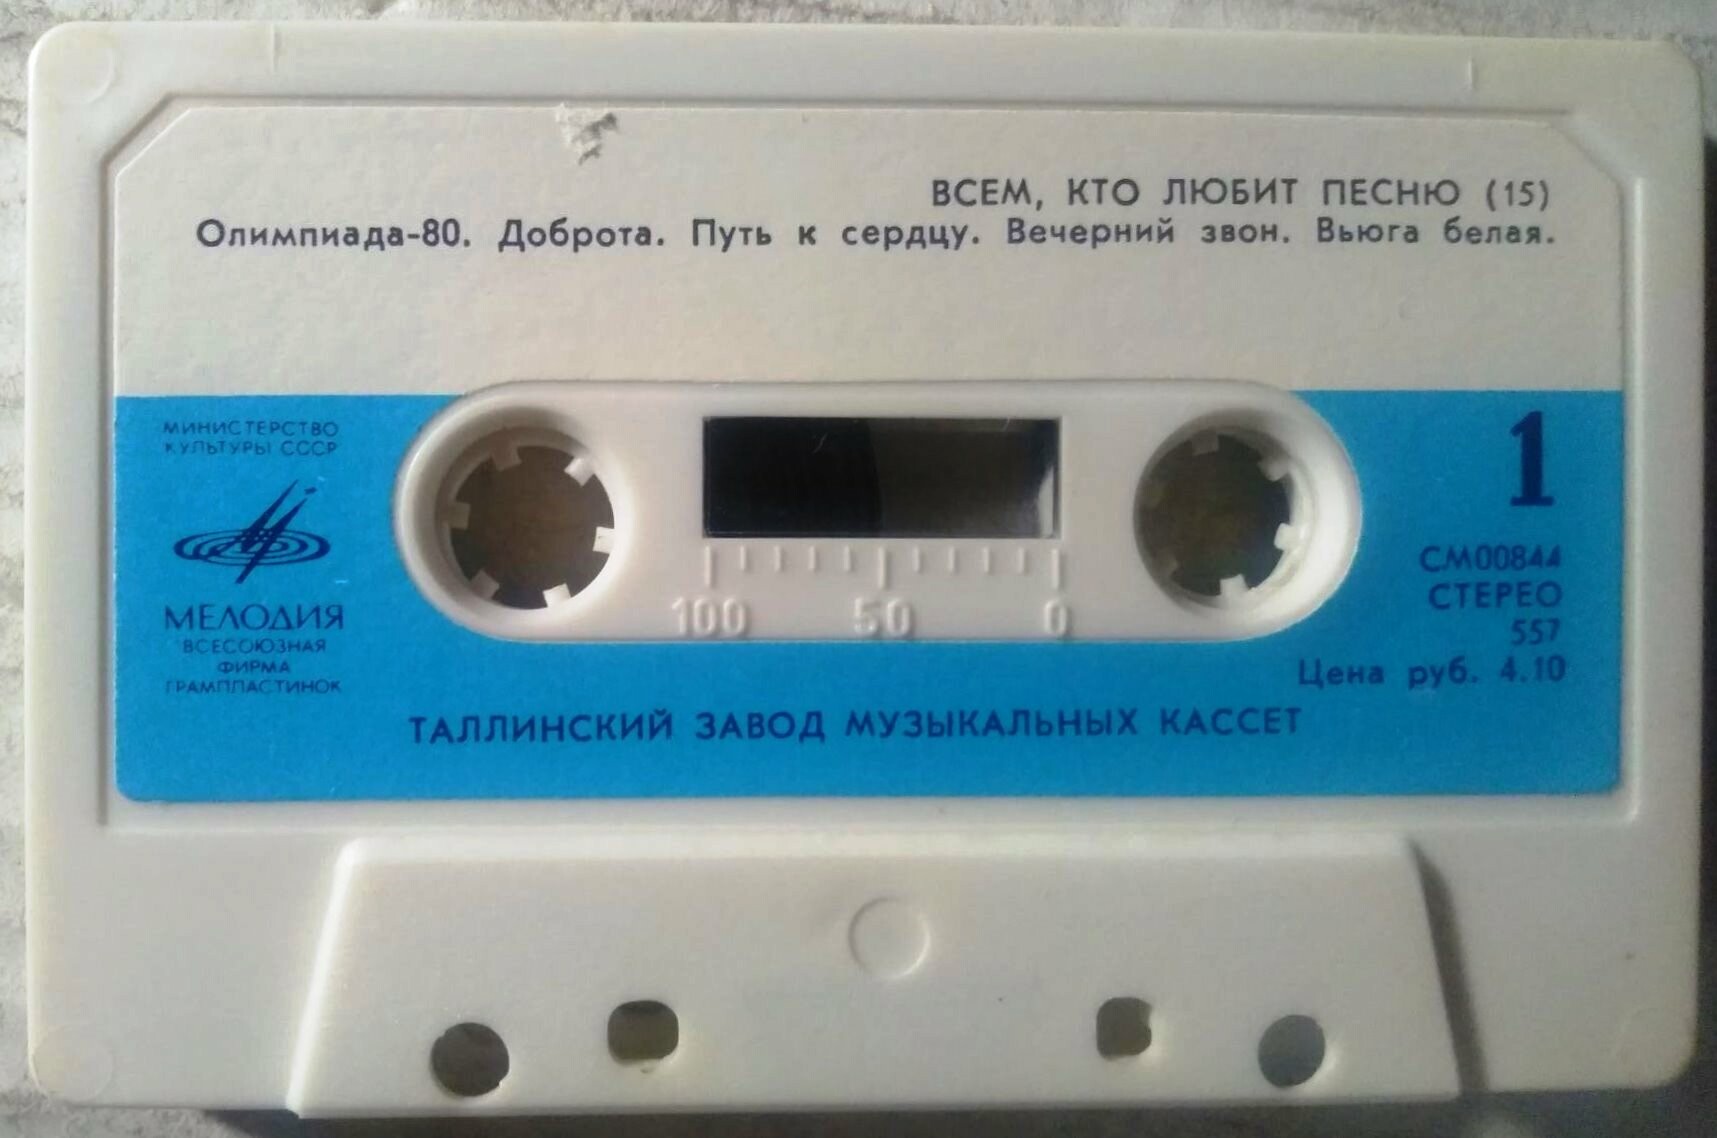 ВСЕМ, КТО ЛЮБИТ ПЕСНЮ (15)
Олимпиада-80. Доброта. Путь к сердцу. Вечерний звон. Вьюга белая.
МИНИСТЕРСТВО
КУЛЬТУРЫ СССР
МЕЛОДИЯ
ВСЕСОЮЗНАЯ
ФИРМА
ГРАМПЛАСТИНОК
100 50 0
1
СМ00844
СТЕРЕО
557
Цена руб. 4.10
ТАЛЛИНСКИЙ ЗАВОД МУЗЫКАЛЬНЫХ КАССЕТ